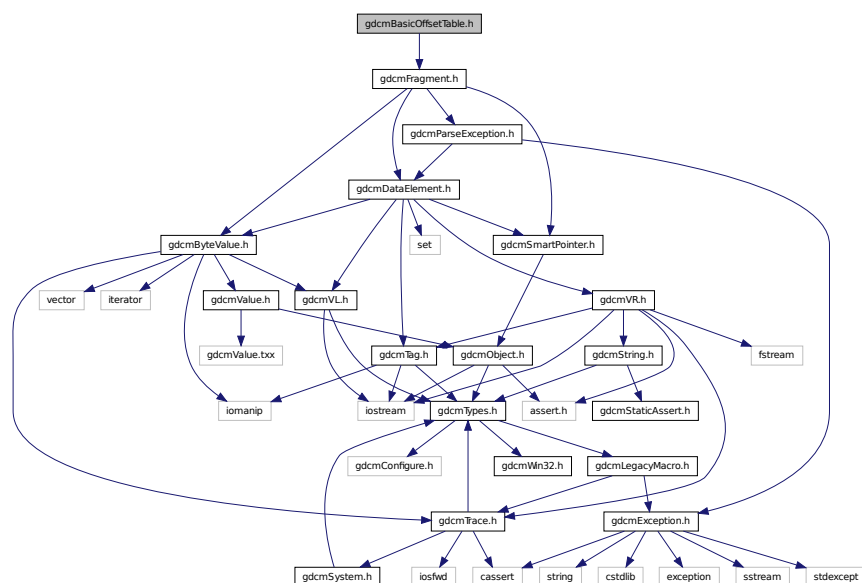 gdcmBasicOffsetTable.h
gdcmFragment.h
gdcmParseException.h
gdcmDataElement.h
gdcmByteValue.h
set
gdcmSmartPointer.h
vector
iterator
gdcmValue.h
gdcmVL.h
gdcmVR.h
gdcmValue.txx
gdcmTag.h
gdcmObject.h
gdcmString.h
fstream
iomanip
iostream
gdcmTypes.h
assert.h
gdcmStaticAssert.h
gdcmConfigure.h
gdcmWin32.h
gdcmLegacyMacro.h
gdcmTrace.h
gdcmException.h
gdcmSystem.h
iosfwd
cassert
string
cstdlib
exception
sstream
stdexcept